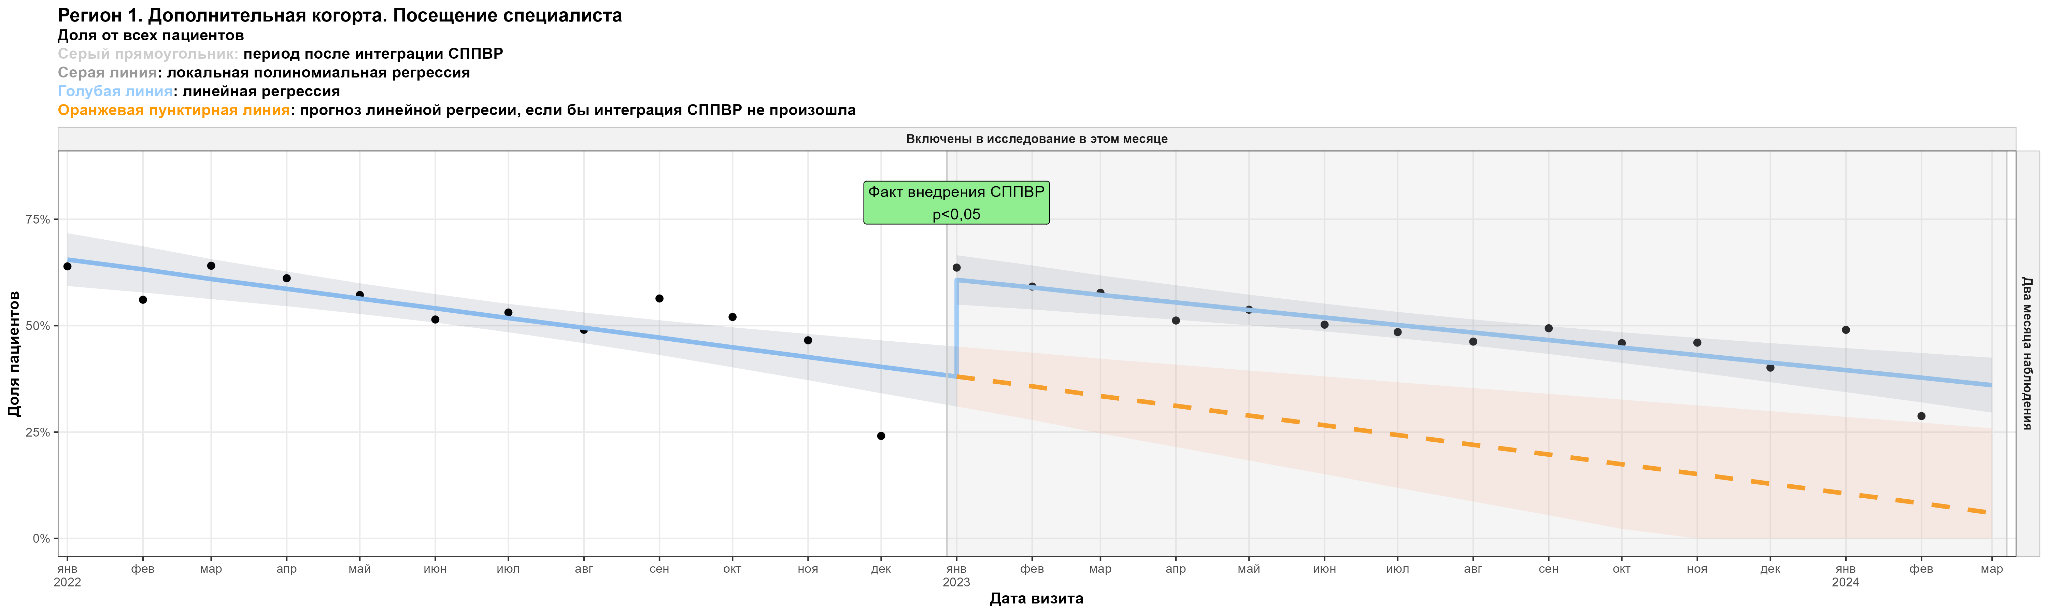 Регион 1. Дополнительная когорта. Посещение специалиста
Доля от всех пациентов
Серый прямоугольник: период после интеграции СППВР
Серая линия: локальная полиномиальная регрессия
Голубая линия: линейная регрессия
Оранжевая пунктирная линия: прогноз линейной регресии, если бы интеграция СППВР не произошла
Включены в исследование в этом месяце
Факт внедрения СППВР
p<0,05
75%
50%
25%
0%
Доля пациентов
Два месяца наблюдения
янв фев мар апр май июн июл авг сен окт ноя дек янв фев мар апр май июн июл авг сен окт ноя дек янв фев мар
2022 2023 2024
Дата визита